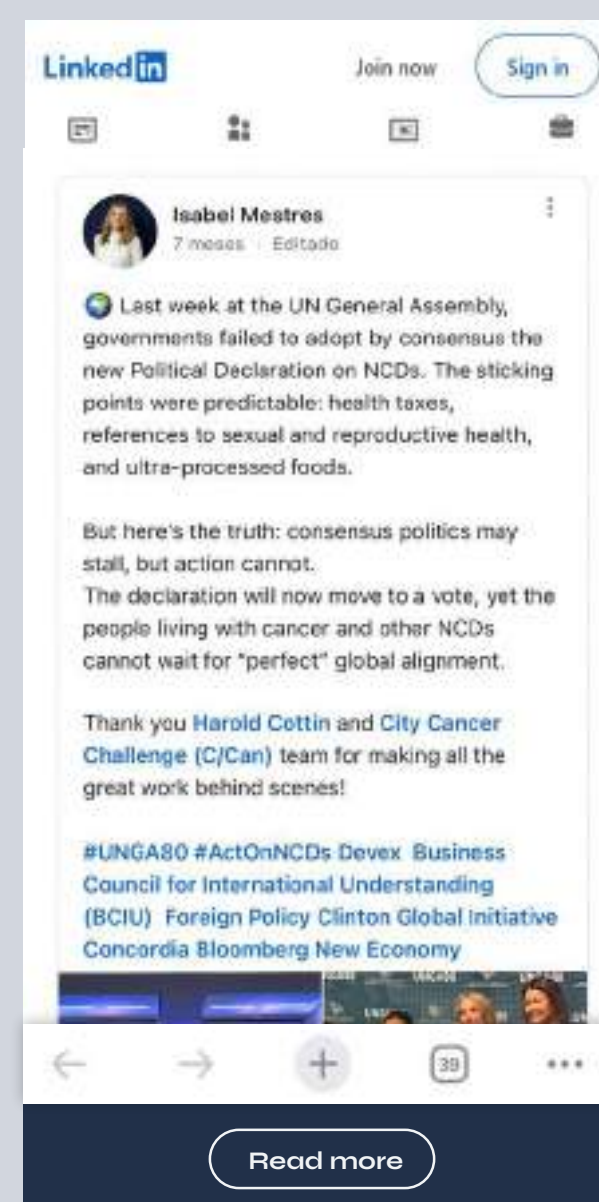 Linked in
Join now
Sign in
Isabel Mestres
7 meses Editado
Last week at the UN General Assembly,
governments failed to adopt by consensus the
new Political Declaration on NCDs. The sticking
points were predictable: health taxes,
references to sexual and reproductive health,
and ultra-processed foods.
But here's the truth: consensus politics may
stall, but action cannot.
The declaration will now move to a vote, yet the
people living with cancer and other NCDs
cannot wait for "perfect" global alignment.
Thank you Harold Cottin and City Cancer
Challenge (C/Can) team for making all the
great work behind scenes!
#UNGA80 #ActOnNCDs Devex Business
Council for International Understanding
(BCIU) Foreign Policy Clinton Global Initiative
Concordia Bloomberg New Economy
39
Read more